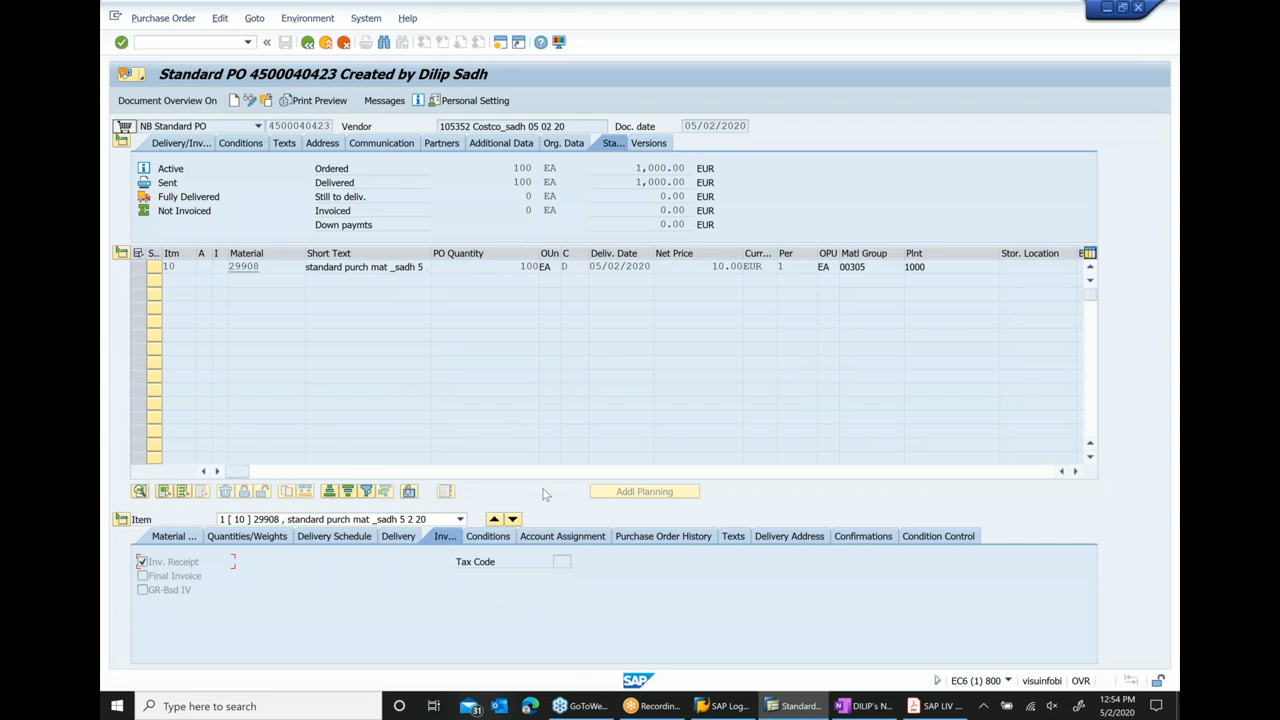 Purchase Order Edit Goto Environment System Help
Standard PO 4500040423 Created by Dilip Sadh
Document Overview On Print Preview Messages Personal Setting
NB Standard PO 4500040423 Vendor 105352 Costco_sadh 05 02 20 Doc. date 05/02/2020
Delivery/Inv... Conditions Texts Address Communication Partners Additional Data Org. Data Sta... Versions
Active Ordered 100 EA 1,000.00 EUR
Sent Delivered 100 EA 1,000.00 EUR
Fully Delivered Still to deliv. 0 EA 0.00 EUR
Not Invoiced Invoiced 0 EA 0.00 EUR
Down paymts 0.00 EUR
S.. Itm A I Material Short Text PO Quantity OUn C Deliv. Date Net Price Curr... Per OPU Matl Group Plnt Stor. Location
10 29908 standard purch mat _sadh 5 100 EA D 05/02/2020 10.00 EUR 1 EA 00305 1000
Addl Planning
Item 1 [ 10 ] 29908 , standard purch mat _sadh 5 2 20
Material ... Quantities/Weights Delivery Schedule Delivery Inv... Conditions Account Assignment Purchase Order History Texts Delivery Address Confirmations Condition Control
Inv. Receipt Tax Code
Final Invoice
GR-Bsd IV
SAP EC6 (1) 800 visuinfobi OVR
Type here to search 31 GoToWe... Recordin... SAP Log... Standard... DILIP's N... SAP LIV ... 12:54 PM
5/2/2020